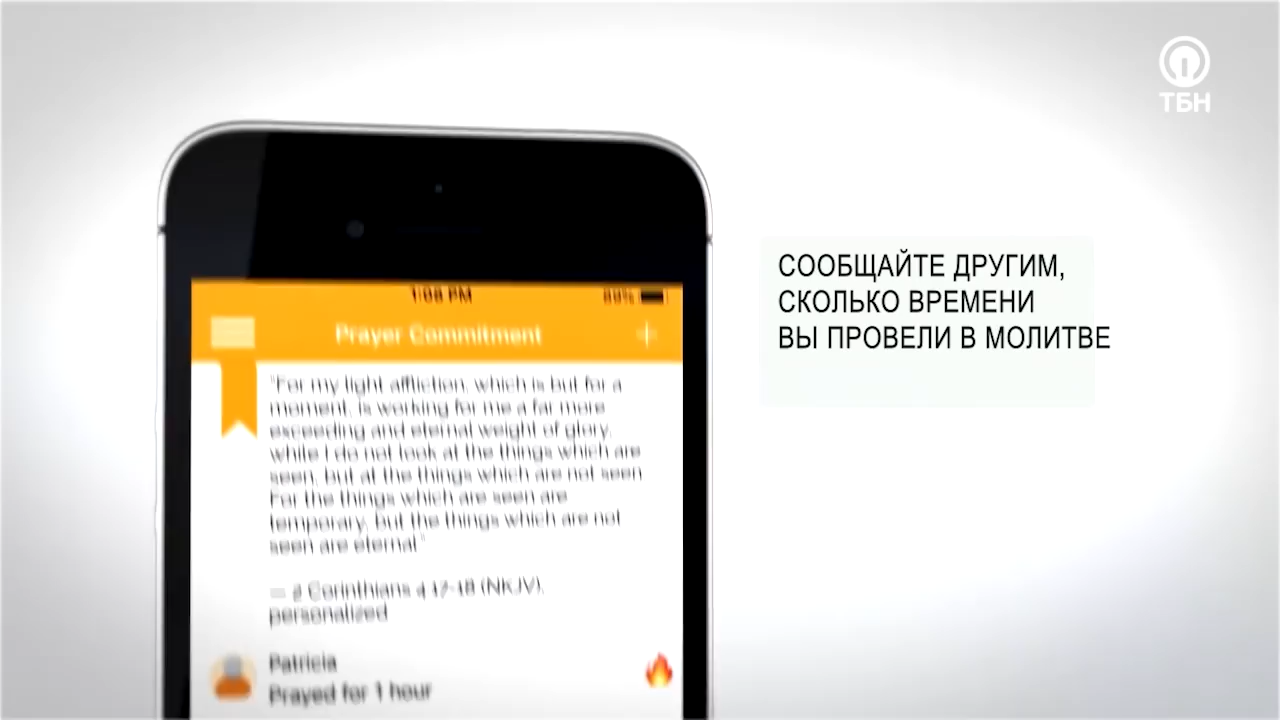 ТБН
СООБЩАЙТЕ ДРУГИМ,
СКОЛЬКО ВРЕМЕНИ
ВЫ ПРОВЕЛИ В МОЛИТВЕ
1:08 PM
Prayer Commitment
"For my light affliction, which is but for a
moment, is working for me a far more
exceeding and eternal weight of glory,
while I do not look at the things which are
seen, but at the things which are not seen
For the things which are seen are
temporary, but the things which are not
seen are eternal"
— 2 Corinthians 4 17-18 (NKJV),
personalized
Patricia
Prayed for 1 hour